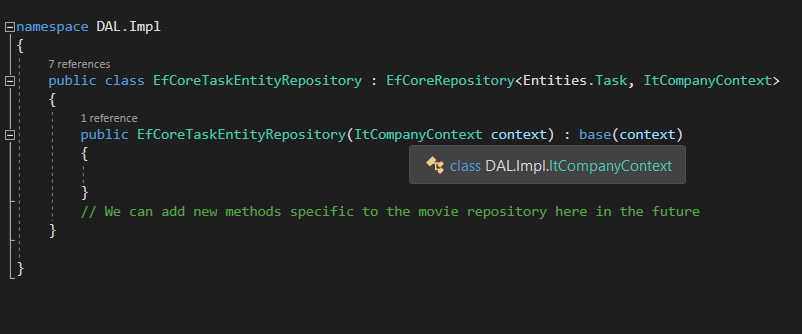 namespace DAL.Impl
{
7 references
public class EfCoreTaskEntityRepository : EfCoreRepository<Entities.Task, ItCompanyContext>
{
1 reference
public EfCoreTaskEntityRepository(ItCompanyContext context) : base(context)
{
class DAL.Impl.ItCompanyContext
}
// We can add new methods specific to the movie repository here in the future
}
}